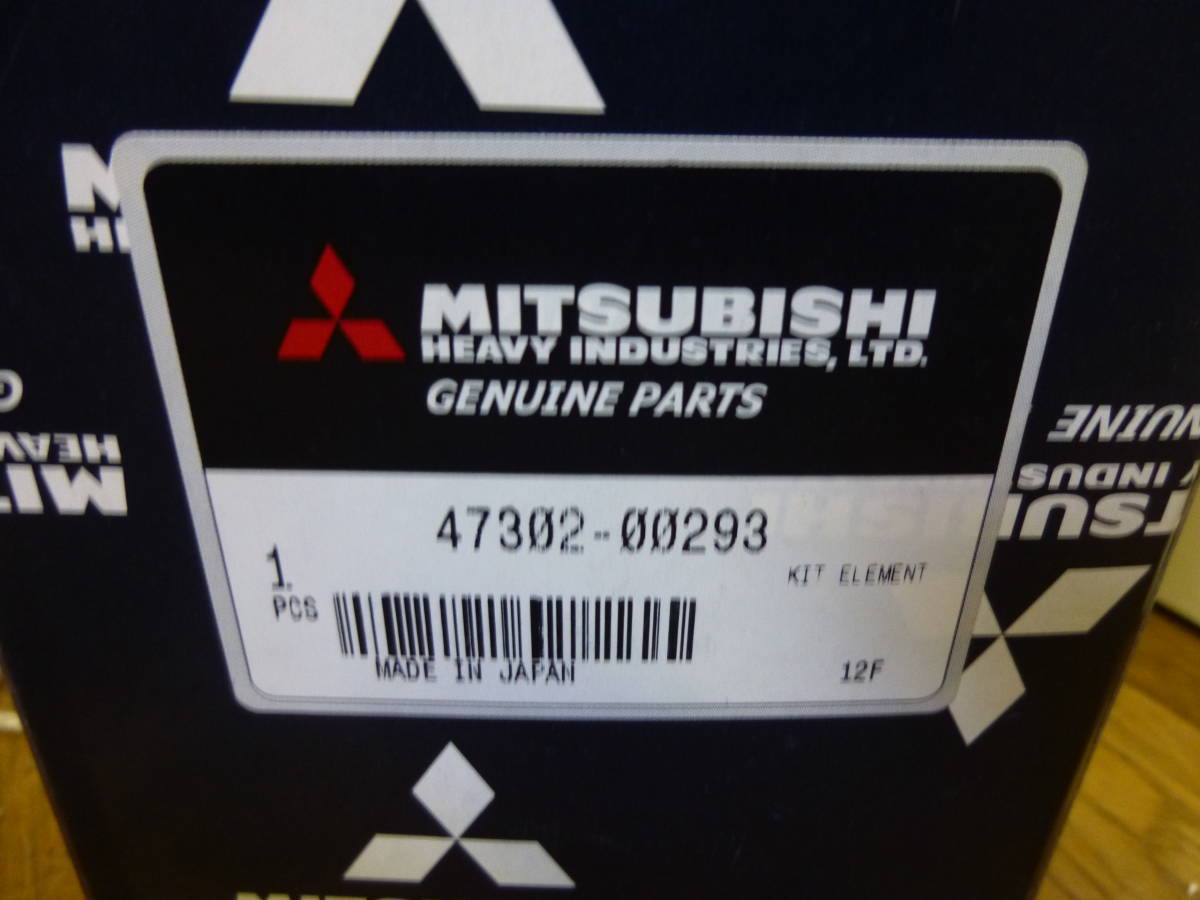 MITSUBISHI
HEAVY INDUSTRIES, LTD.
GENUINE PARTS
47302-00293
KIT ELEMENT
1
PCS
MADE IN JAPAN
12F